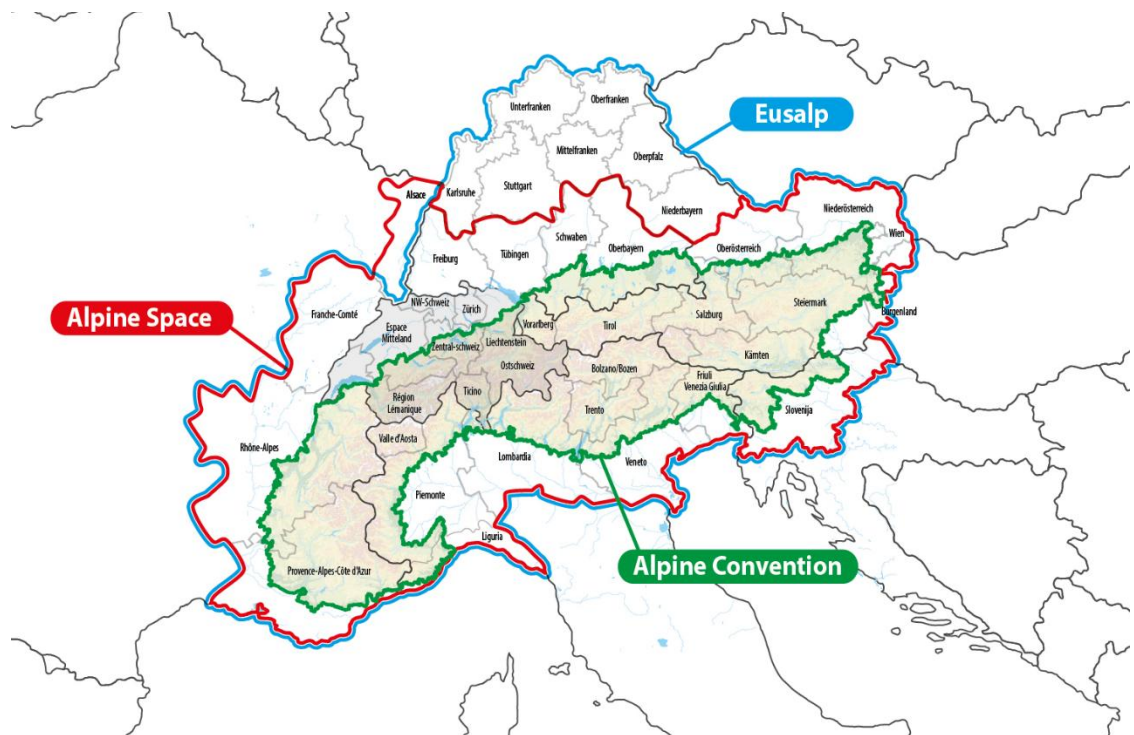 Unterfranken
Oberfranken
Eusalp
Mittelfranken
Oberpfalz
Alsace
Karlsruhe
Stuttgart
Niederbayern
Niederösterreich
Wien
Schwaben
Oberbayern
Oberösterreich
Freiburg
Tübingen
Alpine Space
Franche-Comté
NW-Schweiz
Zürich
Espace
Mitteland
Zentral-schweiz
Liechtenstein
Vorarlberg
Tirol
Salzburg
Steiermark
Burgenland
Ostschweiz
Kärnten
Région
Lémanique
Ticino
Bolzano/Bozen
Friuli
Venezia Giulia
Slovenija
Trento
Rhône-Alpes
Valle d'Aosta
Lombardia
Veneto
Piemonte
Liguria
Provence-Alpes-Côte d'Azur
Alpine Convention